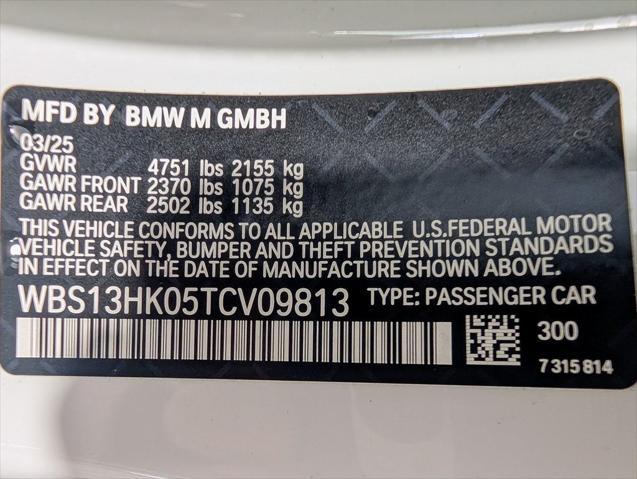 MFD BY BMW M GMBH
03/25
GVWR 4751 lbs 2155 kg
GAWR FRONT 2370 lbs 1075 kg
GAWR REAR 2502 lbs 1135 kg
THIS VEHICLE CONFORMS TO ALL APPLICABLE U.S.FEDERAL MOTOR
VEHICLE SAFETY, BUMPER AND THEFT PREVENTION STANDARDS
IN EFFECT ON THE DATE OF MANUFACTURE SHOWN ABOVE.
WBS13HK05TCV09813 TYPE: PASSENGER CAR
300
7 315 814